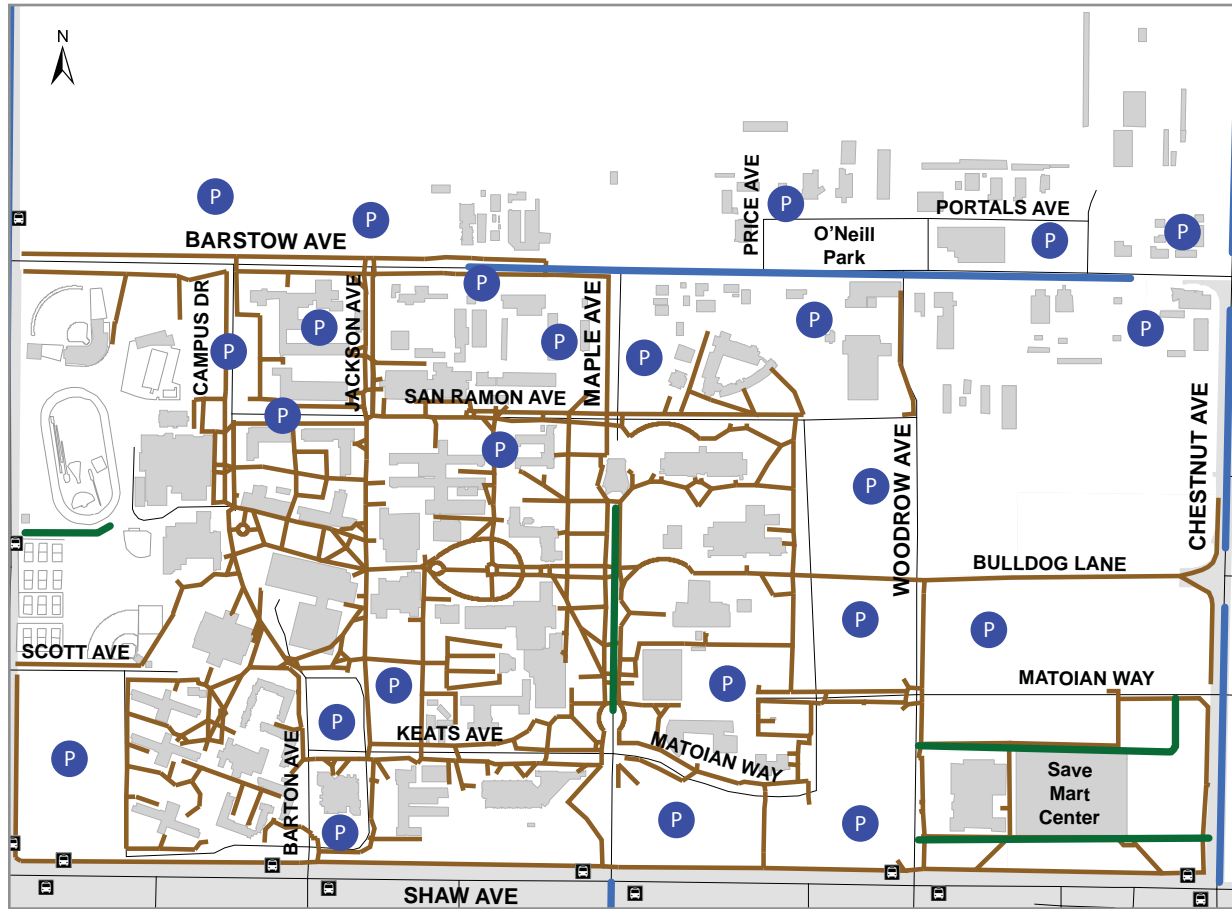 N
P
P
P
P
BARSTOW AVE
PRICE AVE
PORTALS AVE
O'Neill
Park
P
P
P
CAMPUS DR
P
P
JACKSON AVE
P
MAPLE AVE
P
P
P
SAN RAMON AVE
P
P
P
WOODROW AVE
CHESTNUT AVE
BULLDOG LANE
P
P
SCOTT AVE
P
P
MATOIAN WAY
P
KEATS AVE
BARTON AVE
MATOIAN WAY
P
Save
Mart
Center
P
P
P
SHAW AVE